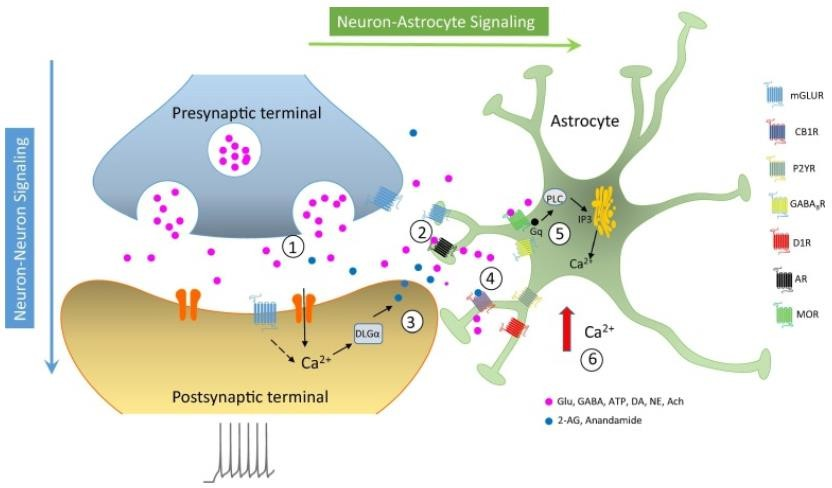 Neuron-Astrocyte Signaling
Neuron-Neuron Signaling
Presynaptic terminal
Astrocyte
mGLUR
CB1R
P2YR
GABA_BR
D1R
AR
MOR
1
2
PLC
IP3
Gq
5
Ca²⁺
4
3
DLGα
Ca²⁺
Ca²⁺
6
Postsynaptic terminal
Glu, GABA, ATP, DA, NE, Ach
2-AG, Anandamide